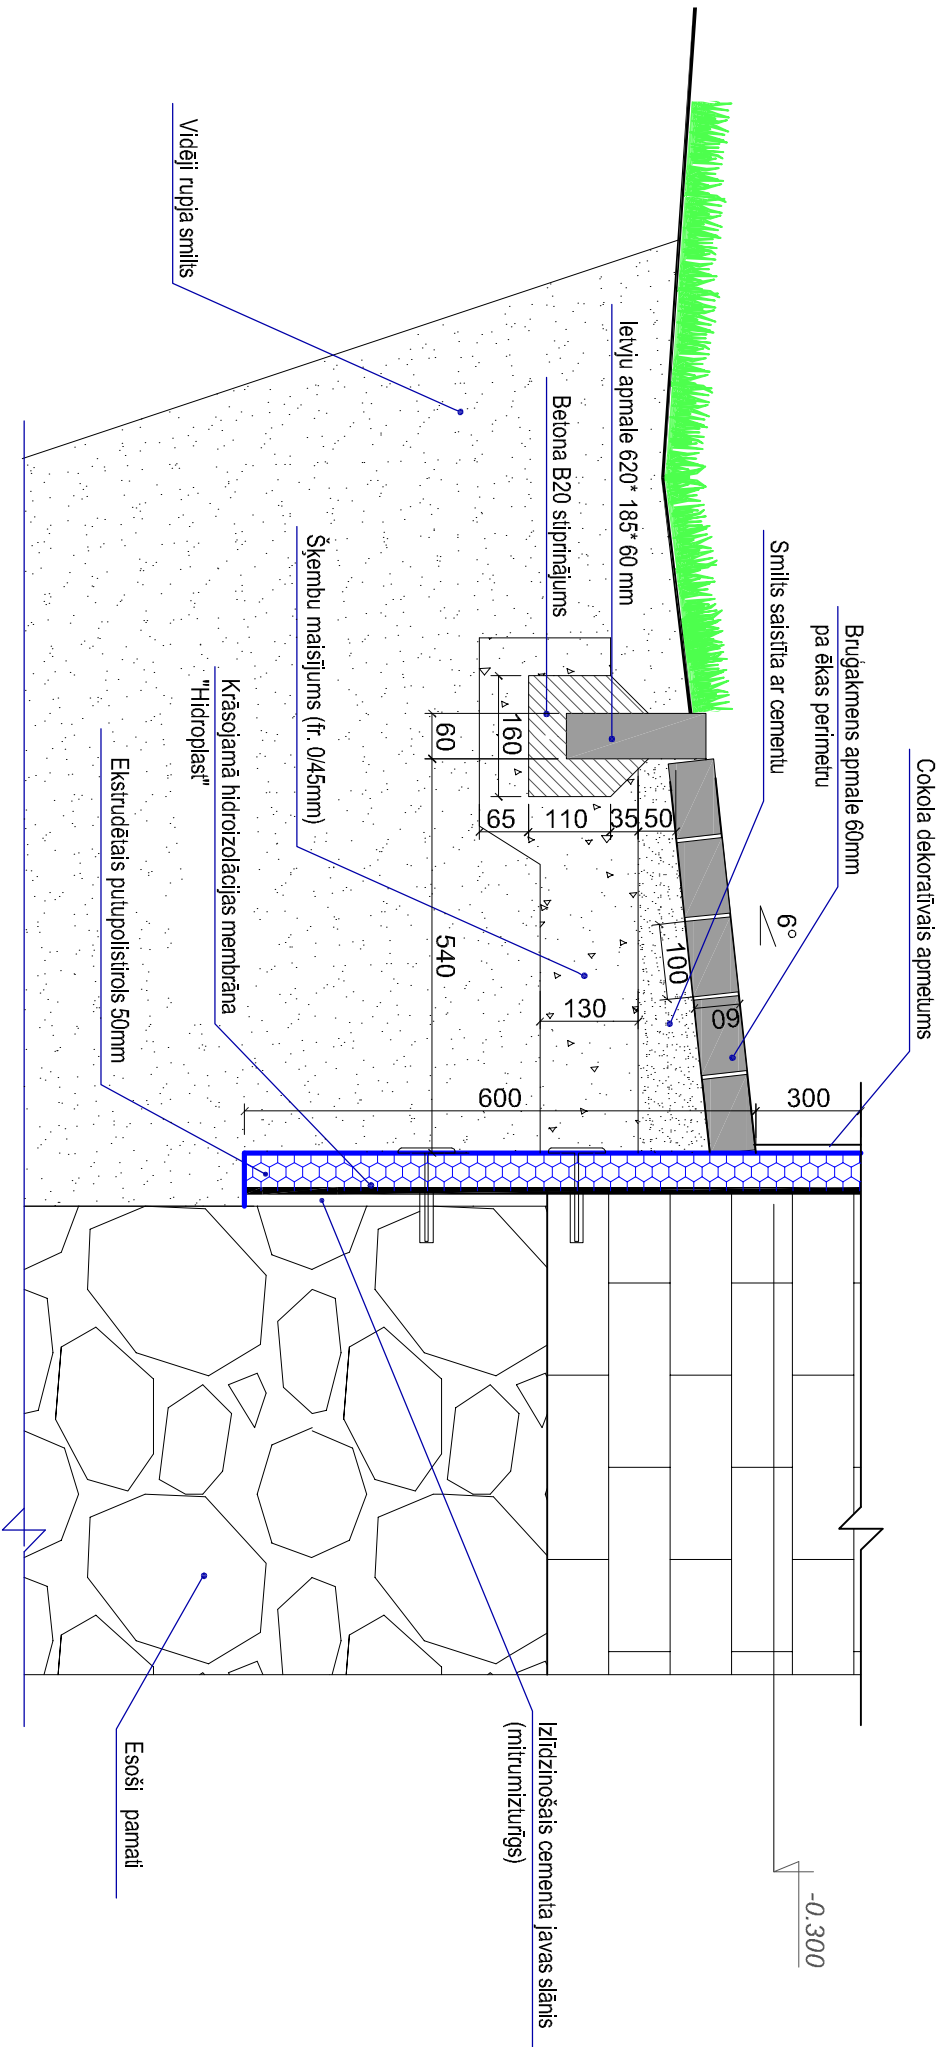 Cokola dekoratīvais apmetums
Bruģakmens apmale 60mm
pa ēkas perimetru
Smilts saistīta ar cementu
Ietvju apmale 620* 185* 60 mm
Betona B20 stiprinājums
Šķembu maisījums (fr. 0/45mm)
Krāsojamā hidroizolācijas membrāna
"Hidroplast"
Ekstrudētais putupolistirols 50mm
Vidēji rupja smilts
Izlīdzinošais cementa javas slānis
(mitrumizturīgs)
Esoši pamati
-0.300
6°
300
600
60
100
50
35
110
65
130
160
60
540